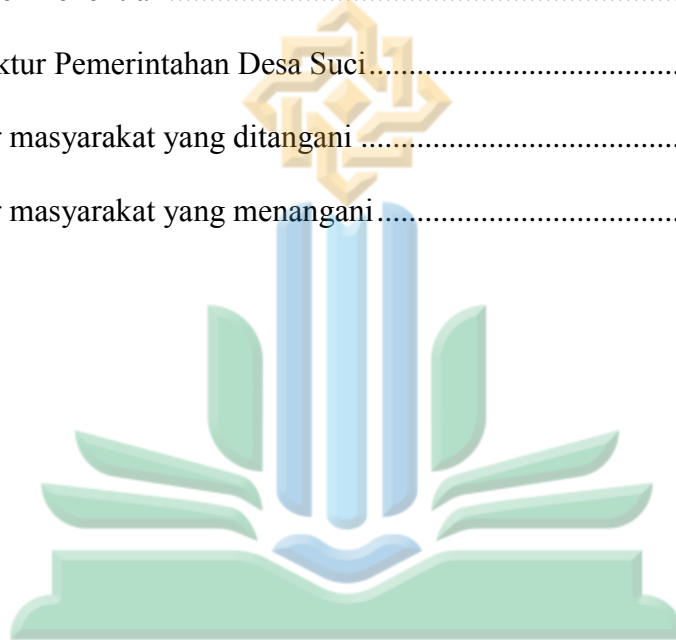 ktur Pemerintahan Desa Suci.......................................
masyarakat yang ditangani .......................................
masyarakat yang menangani.......................................